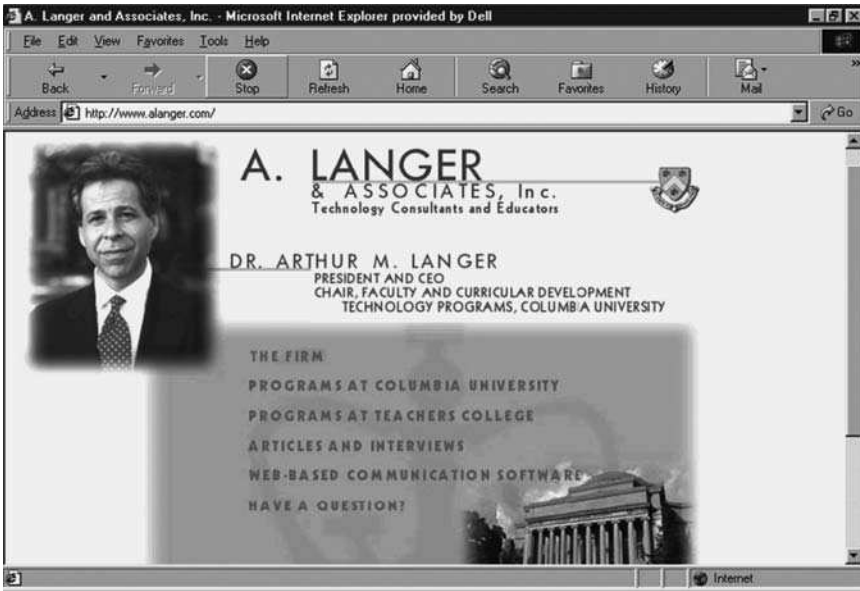 A. Langer and Associates, Inc. - Microsoft Internet Explorer provided by Dell
File Edit View Favorites Tools Help
Back Forward Stop Refresh Home Search Favorites History Mail
Address http://www.alanger.com/ Go
A. LANGER
& ASSOCIATES, Inc.
Technology Consultants and Educators
DR. ARTHUR M. LANGER
PRESIDENT AND CEO
CHAIR, FACULTY AND CURRICULAR DEVELOPMENT
TECHNOLOGY PROGRAMS, COLUMBIA UNIVERSITY
THE FIRM
PROGRAMS AT COLUMBIA UNIVERSITY
PROGRAMS AT TEACHERS COLLEGE
ARTICLES AND INTERVIEWS
WEB-BASED COMMUNICATION SOFTWARE
HAVE A QUESTION?
Internet